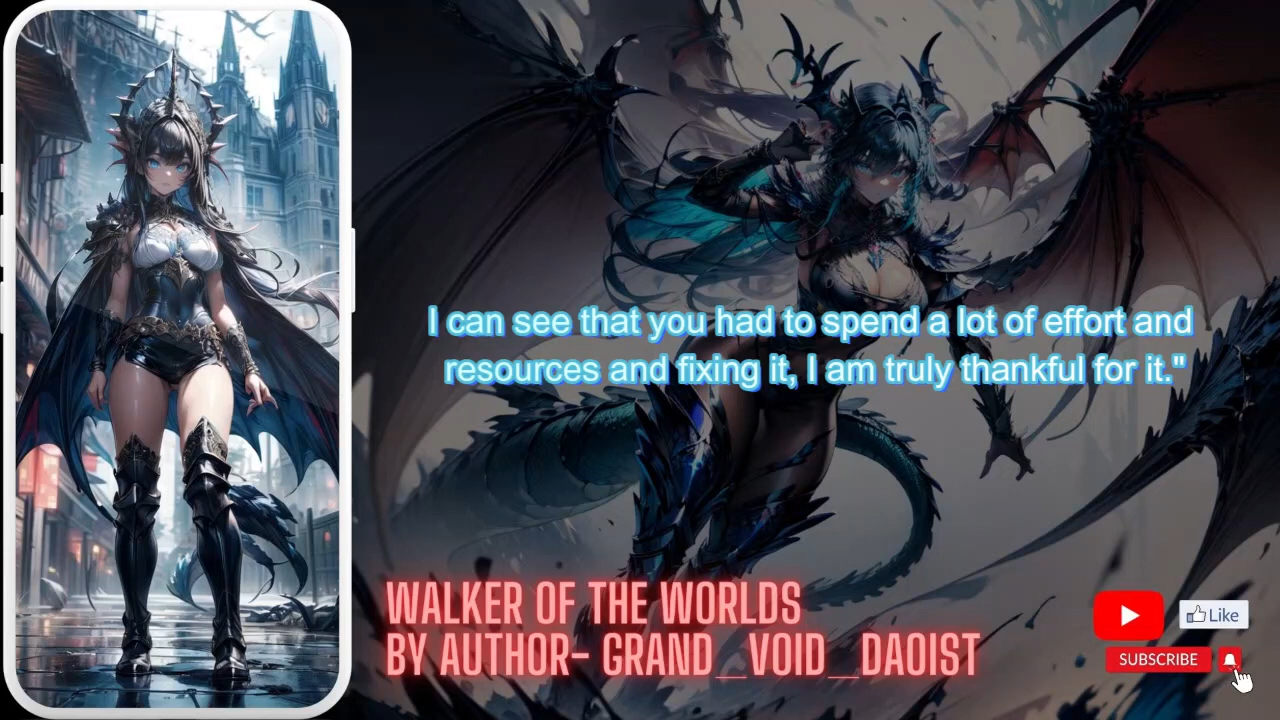 I can see that you had to spend a lot of effort and
resources and fixing it, I am truly thankful for it."
WALKER OF THE WORLDS
BY AUTHOR- GRAND_VOID_DAOIST
Like
SUBSCRIBE